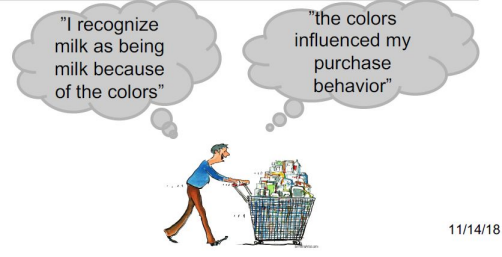 ”I recognize
milk as being
milk because
of the colors”
”the colors
influenced my
purchase
behavior”
11/14/18